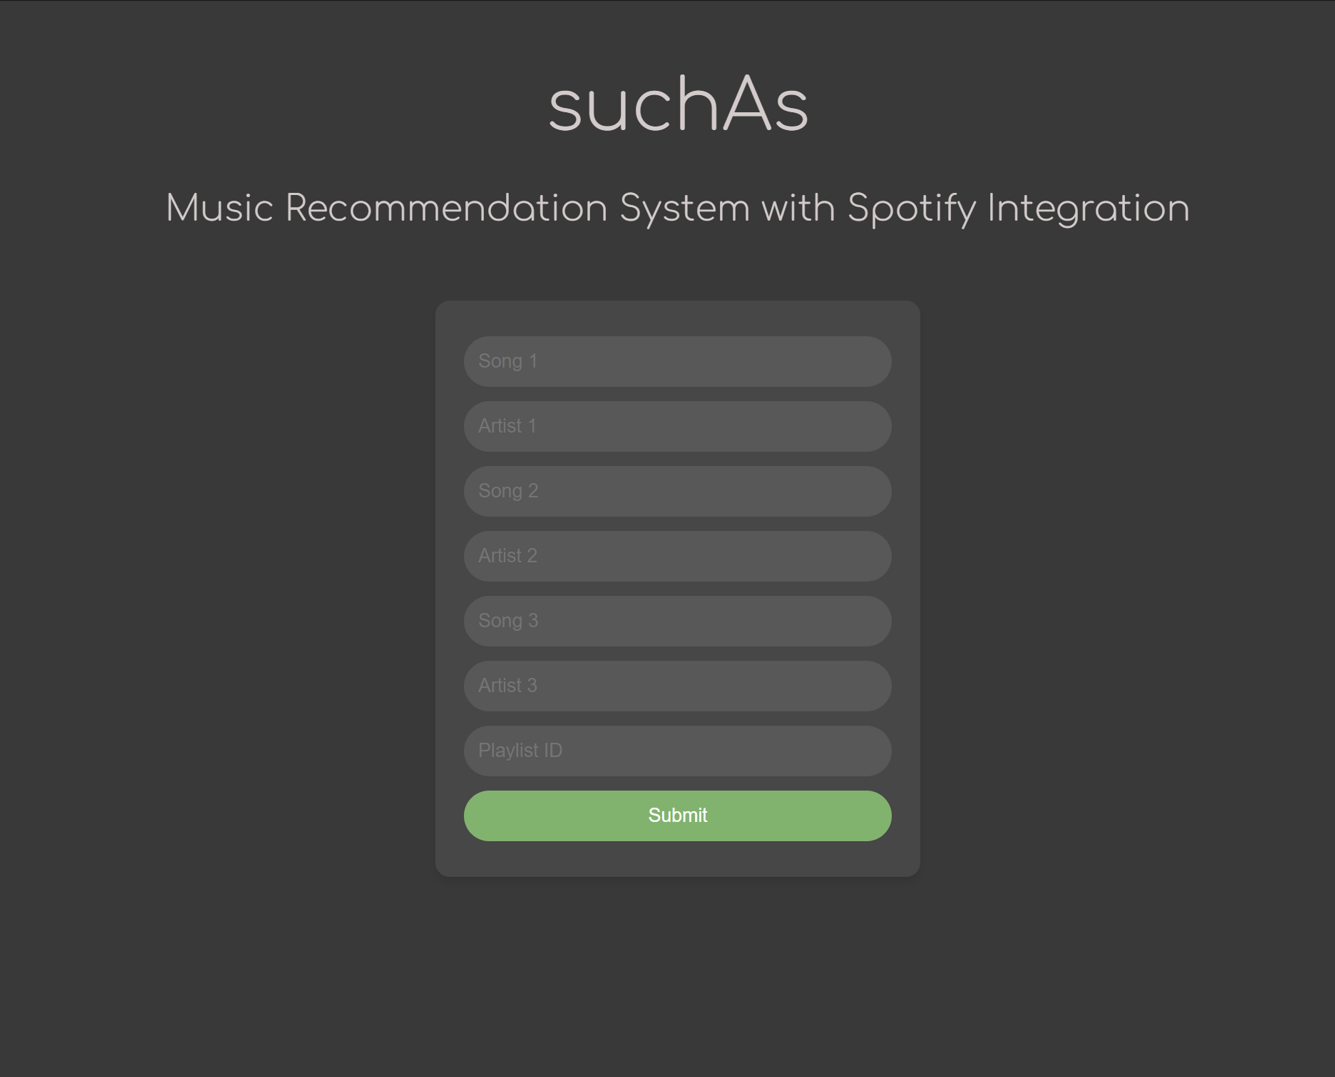 suchAs
Music Recommendation System with Spotify Integration
Song 1
Artist 1
Song 2
Artist 2
Song 3
Artist 3
Playlist ID
Submit